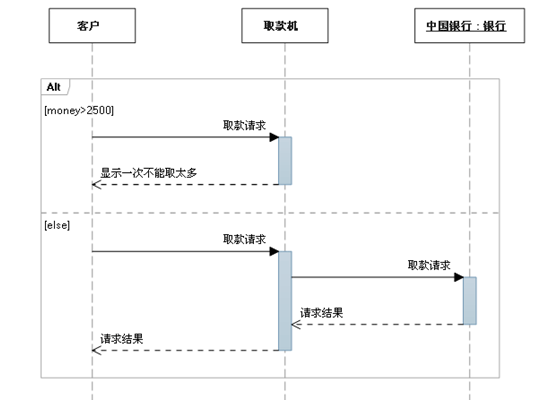 客户
取款机
中国银行：银行
Alt
[money>2500]
取款请求
显示一次不能取太多
[else]
取款请求
取款请求
请求结果
请求结果